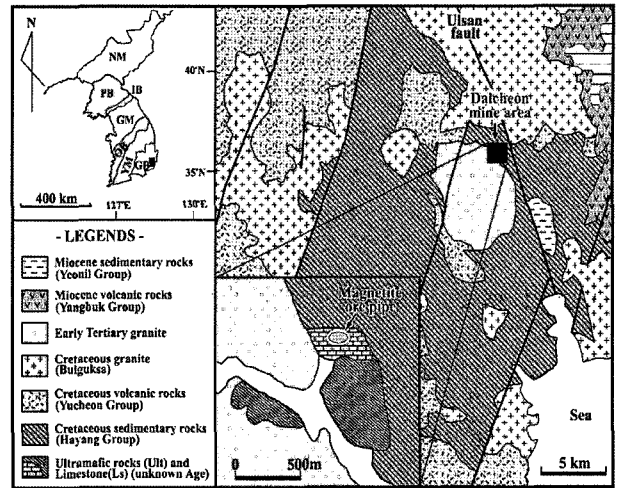 N
NM
PB
IB
GM
YM
GB
40°N
35°N
400 km
127°E
130°E
- LEGENDS -
Miocene sedimentary rocks
(Yeonil Group)
Miocene volcanic rocks
(Yangbuk Group)
Early Tertiary granite
Cretaceous granite
(Bulguksa)
Cretaceous volcanic rocks
(Yucheon Group)
Cretaceous sedimentary rocks
(Hayang Group)
Ultramafic rocks (Ult) and
Limestone(Ls) (unknown Age)
Ulsan
fault
Dalcheon
mine area
Magnetite
ore pipe
0 500m
Sea
5 km